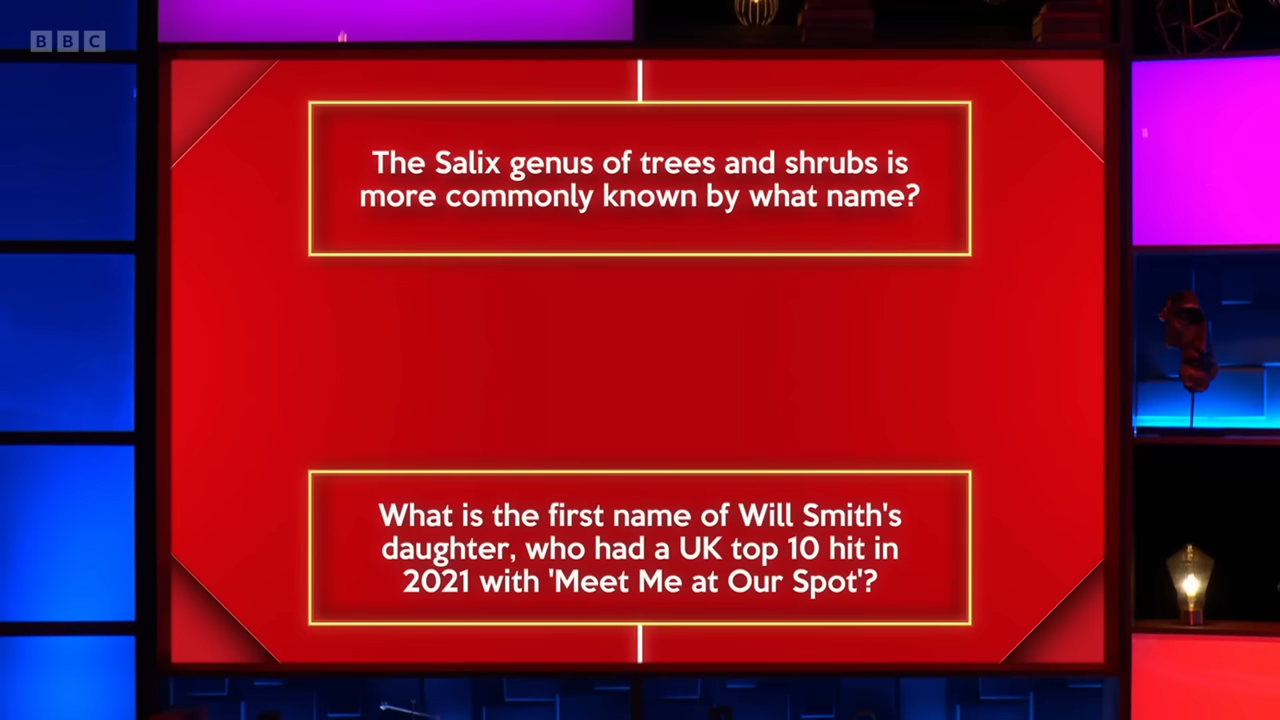 BBC
The Salix genus of trees and shrubs is
more commonly known by what name?
What is the first name of Will Smith's
daughter, who had a UK top 10 hit in
2021 with 'Meet Me at Our Spot'?